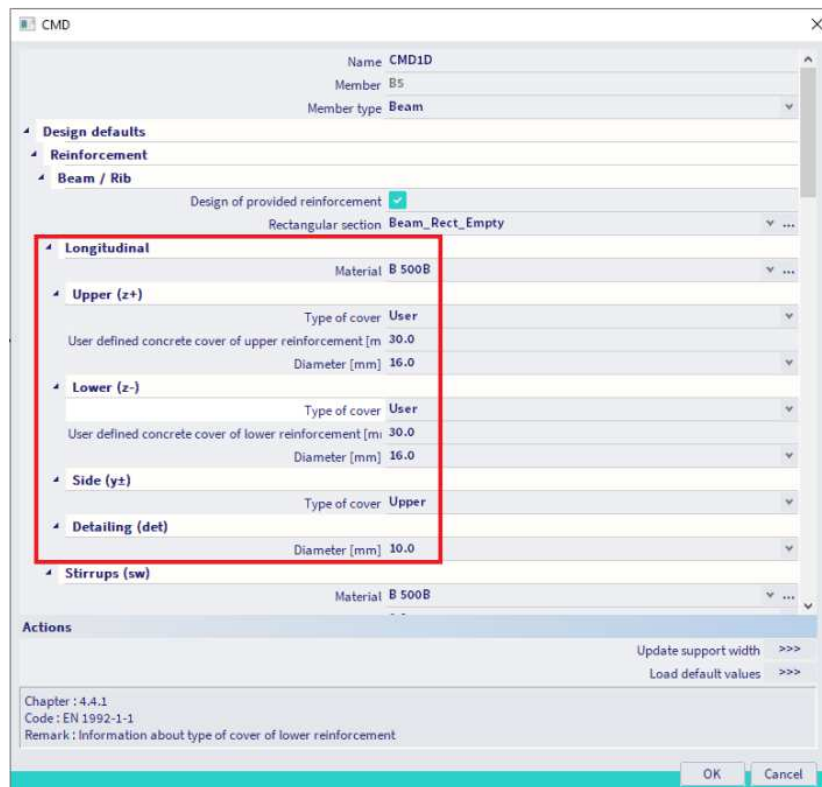 CMD
Name CMD1D
Member B5
Member type Beam
Design defaults
Reinforcement
Beam / Rib
Design of provided reinforcement
Rectangular section Beam_Rect_Empty ...
Longitudinal
Material B 500B ...
Upper (z+)
Type of cover User
User defined concrete cover of upper reinforcement [m 30.0
Diameter [mm] 16.0
Lower (z-)
Type of cover User
User defined concrete cover of lower reinforcement [m 30.0
Diameter [mm] 16.0
Side (y±)
Type of cover Upper
Detailing (det)
Diameter [mm] 10.0
Stirrups (sw)
Material B 500B ...
Actions
Update support width >>>
Load default values >>>
Chapter : 4.4.1
Code : EN 1992-1-1
Remark : Information about type of cover of lower reinforcement
OK Cancel